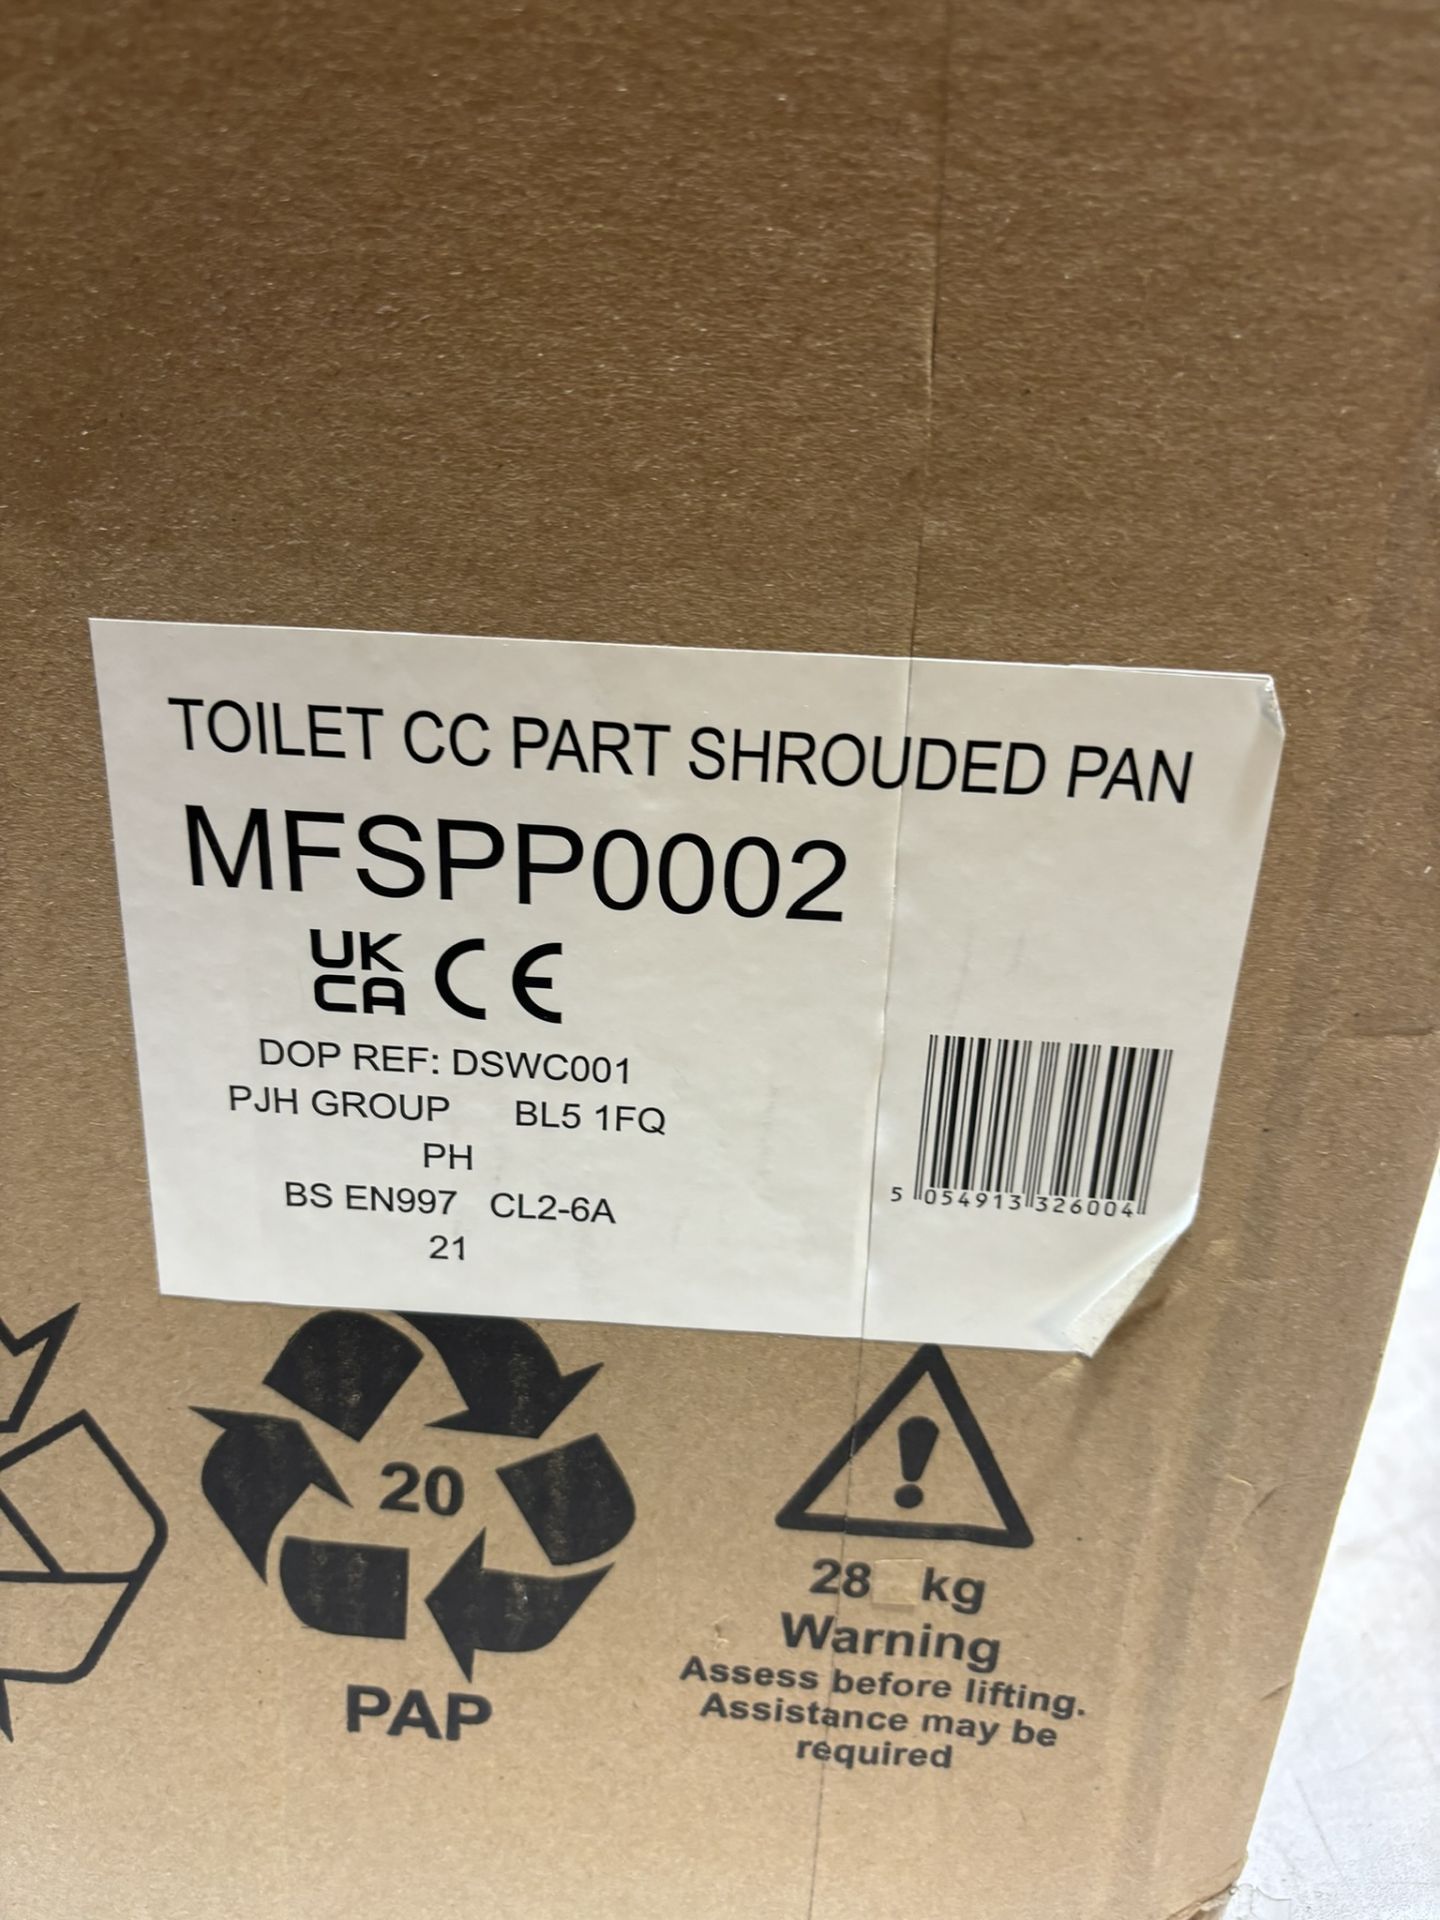 TOILET CC PART SHROUDED PAN
MFSPP0002
UK
CA CE
DOP REF: DSWC001
PJH GROUP BL5 1FQ
PH
BS EN997 CL2-6A
21
5 054913 326004
20
PAP
28 kg
Warning
Assess before lifting.
Assistance may be
required